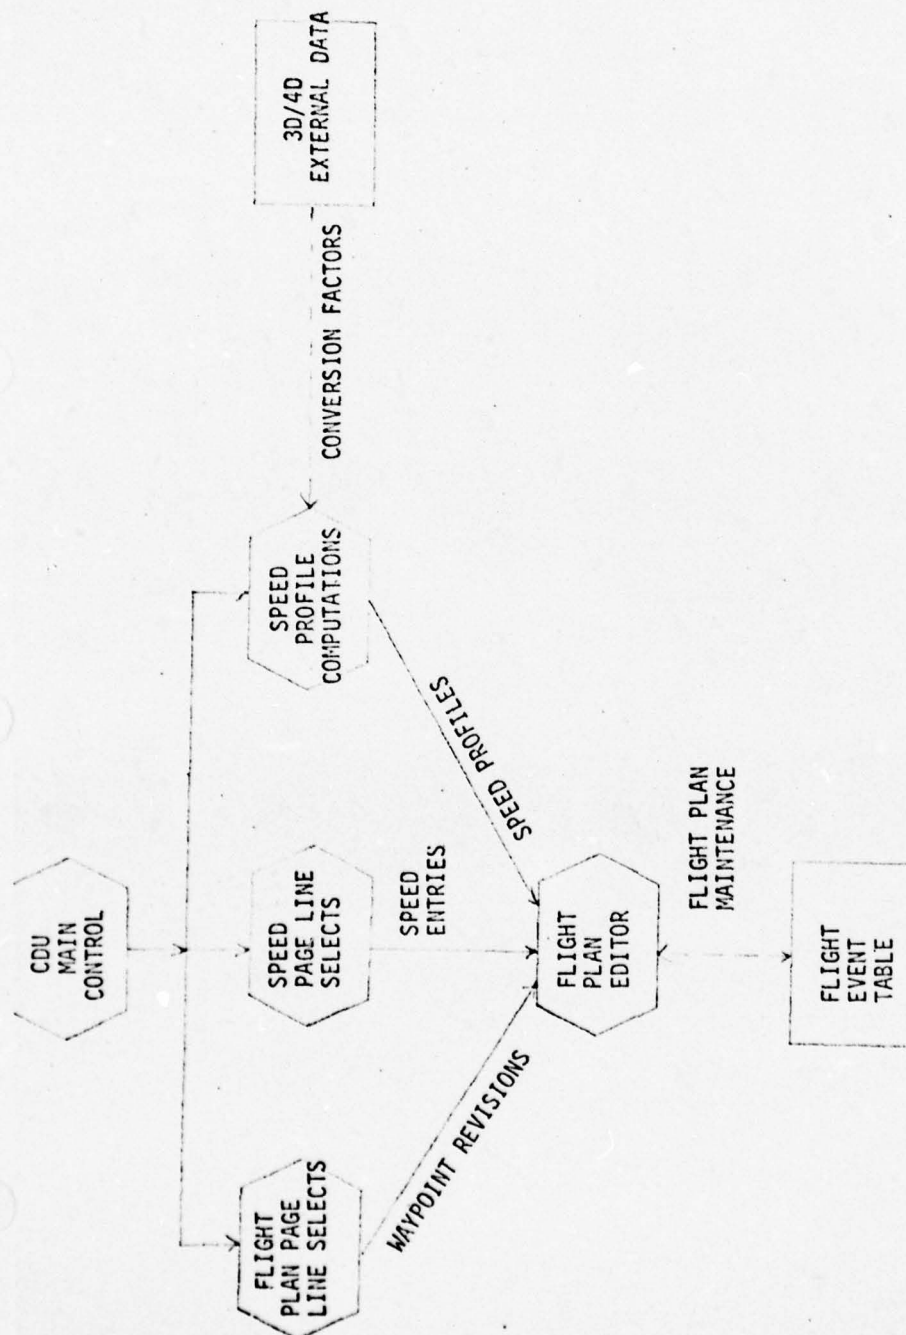 CDU
MAIN
CONTROL
FLIGHT
PLAN PAGE
LINE SELECTS
SPEED
PAGE LINE
SELECTS
SPEED
PROFILE
COMPUTATIONS
CONVERSION FACTORS
3D/4D
EXTERNAL DATA
WAYPOINT REVISIONS
SPEED
ENTRIES
SPEED PROFILES
FLIGHT
PLAN
EDITOR
FLIGHT PLAN
MAINTENANCE
FLIGHT
EVENT
TABLE